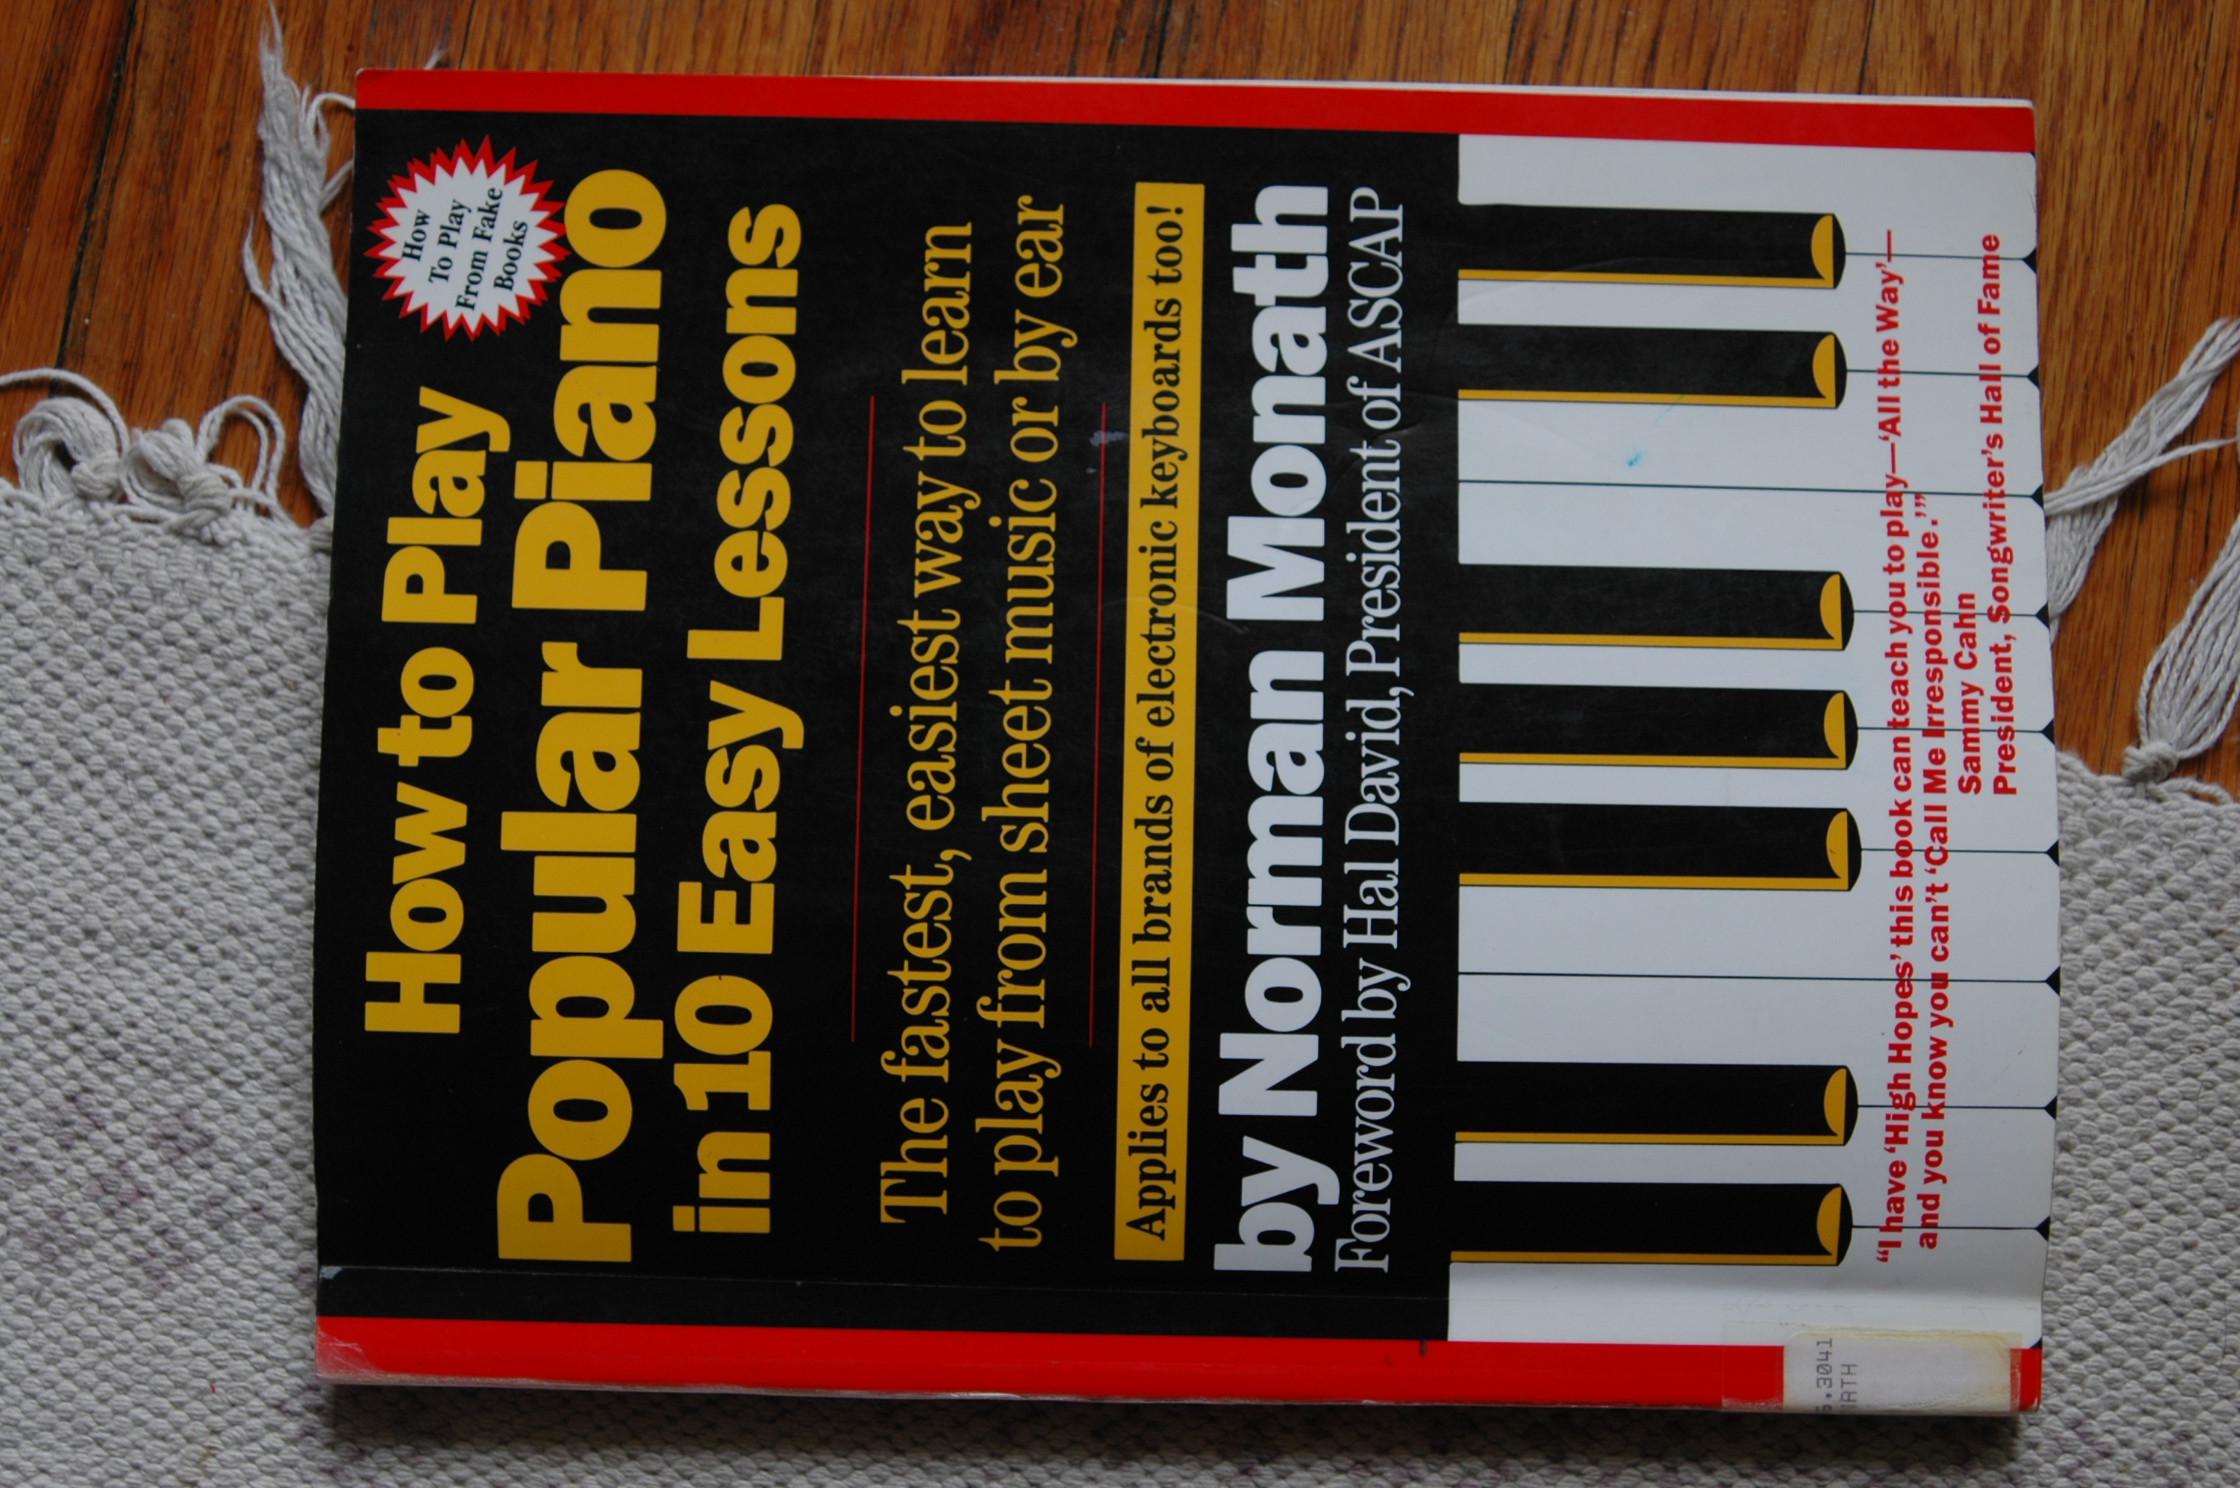 How
To Play
From Fake
Books
How to Play
Popular Piano
in 10 Easy Lessons
The fastest, easiest way to learn
to play from sheet music or by ear
Applies to all brands of electronic keyboards too!
by Norman Monath
Foreword by Hal David, President of ASCAP
“I have ‘High Hopes’ this book can teach you to play—‘All the Way’—
and you know you can’t ‘Call Me Irresponsible.’”
Sammy Cahn
President, Songwriter’s Hall of Fame
.3041
ATH